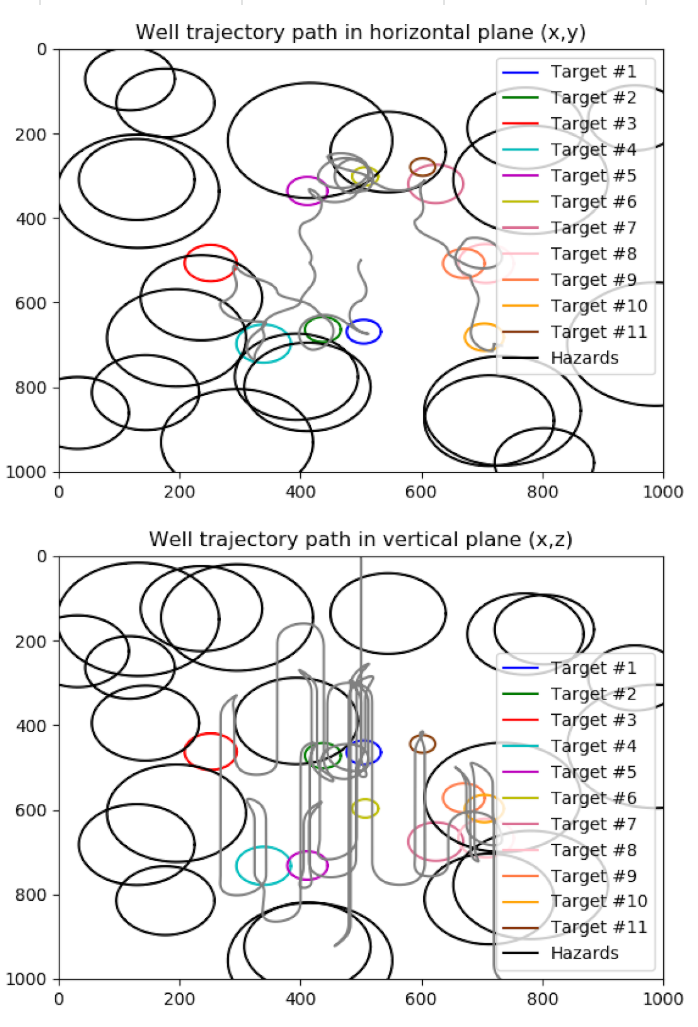 Well trajectory path in horizontal plane (x,y)
0
200
400
600
800
1000
0 200 400 600 800 1000
Target #1
Target #2
Target #3
Target #4
Target #5
Target #6
Target #7
Target #8
Target #9
Target #10
Target #11
Hazards
Well trajectory path in vertical plane (x,z)
0
200
400
600
800
1000
0 200 400 600 800 1000
Target #1
Target #2
Target #3
Target #4
Target #5
Target #6
Target #7
Target #8
Target #9
Target #10
Target #11
Hazards